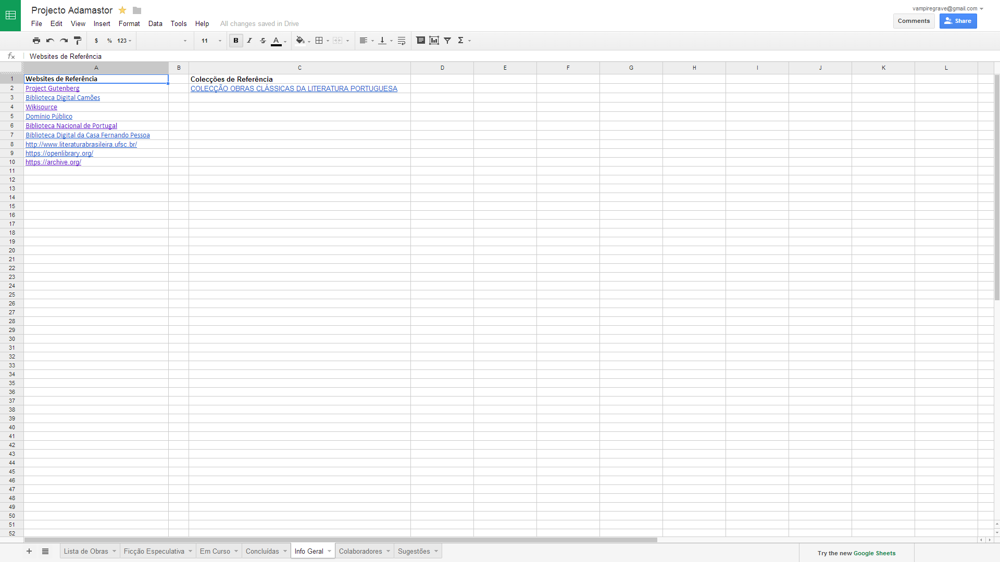 Projecto Adamastor
vampiregrave@gmail.com
File Edit View Insert Format Data Tools Help All changes saved in Drive
Comments Share
$ % 123 11 B I S A Σ
fx Websites de Referência
A B C D E F G H I J K L
1 Websites de Referência Colecções de Referência
2 Project Gutenberg COLECÇÃO OBRAS CLÁSSICAS DA LITERATURA PORTUGUESA
3 Biblioteca Digital Camões
4 Wikisource
5 Domínio Público
6 Biblioteca Nacional de Portugal
7 Biblioteca Digital da Casa Fernando Pessoa
8 http://www.literaturabrasileira.ufsc.br/
9 https://openlibrary.org/
10 https://archive.org/
11
12
13
14
15
16
17
18
19
20
21
22
23
24
25
26
27
28
29
30
31
32
33
34
35
36
37
38
39
40
41
42
43
44
45
46
47
48
49
50
51
52
+ Lista de Obras Ficção Especulativa Em Curso Concluídas Info Geral Colaboradores Sugestões
Try the new Google Sheets